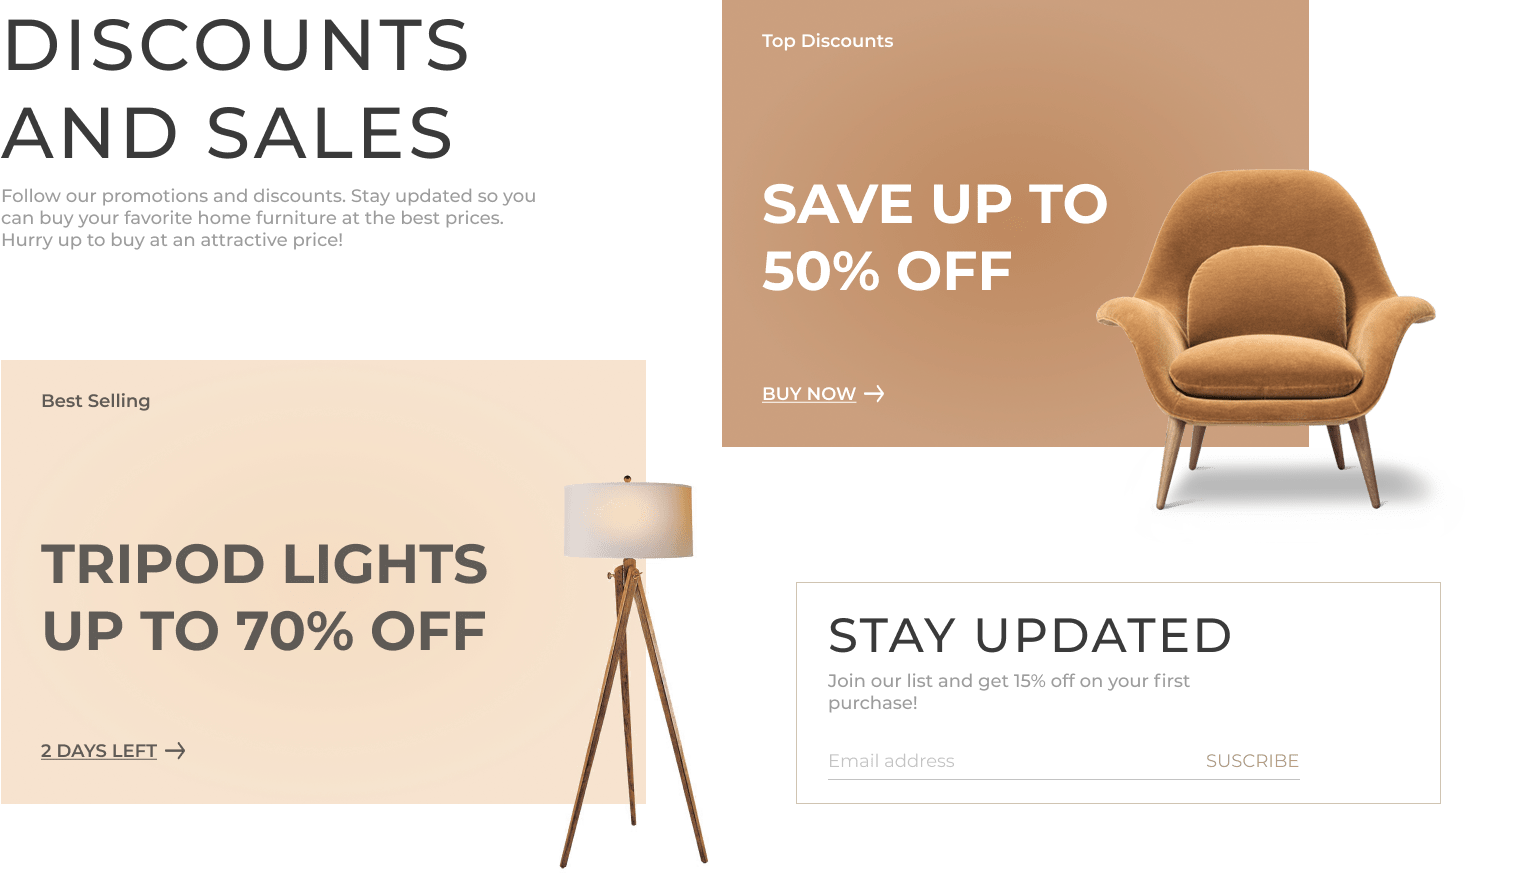 DISCOUNTS
AND SALES
Follow our promotions and discounts. Stay updated so you
can buy your favorite home furniture at the best prices.
Hurry up to buy at an attractive price!
Top Discounts
SAVE UP TO
50% OFF
BUY NOW
Best Selling
TRIPOD LIGHTS
UP TO 70% OFF
2 DAYS LEFT
STAY UPDATED
Join our list and get 15% off on your first
purchase!
Email address
SUSCRIBE